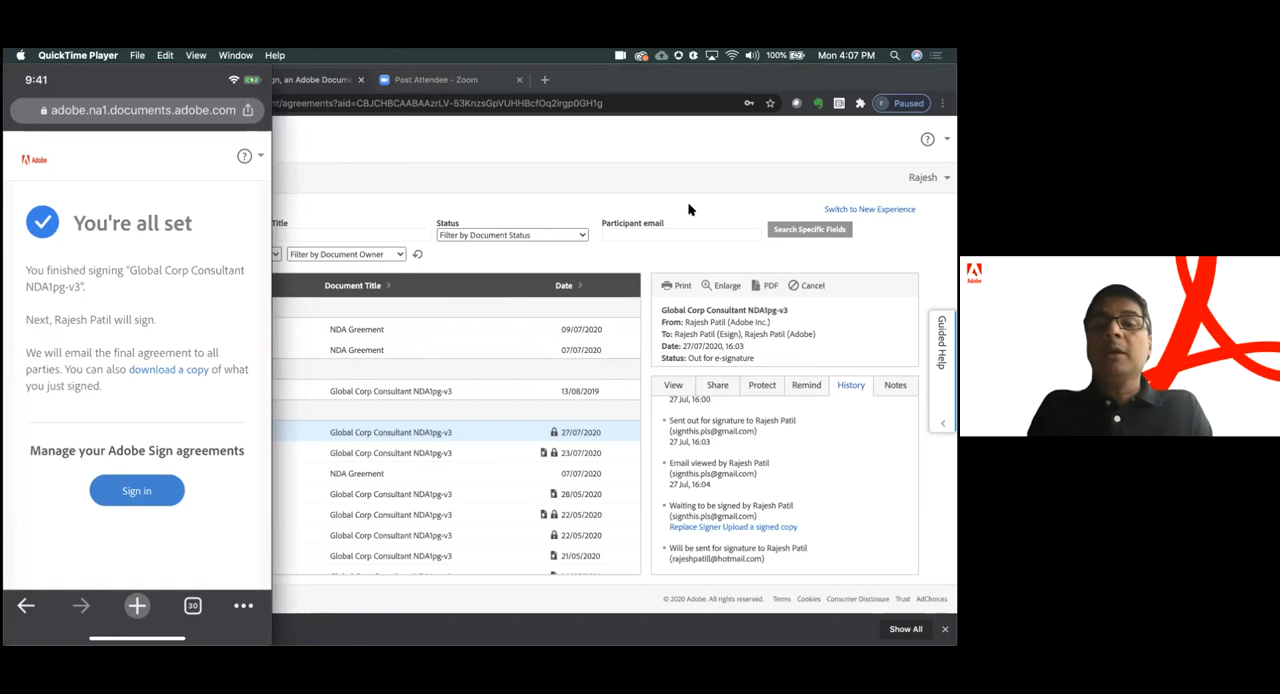 QuickTime Player File Edit View Window Help
100% Mon 4:07 PM
9:41
adobe.na1.documents.adobe.com
Adobe
You're all set
You finished signing "Global Corp Consultant
NDA1pg-v3".
Next, Rajesh Patil will sign.
We will email the final agreement to all
parties. You can also download a copy of what
you just signed.
Manage your Adobe Sign agreements
Sign in
30
gn, an Adobe Docum
Post Attendee - Zoom
Paused
Rajesh
Switch to New Experience
Title
Status
Participant email
Filter by Document Status
Search Specific Fields
Filter by Document Owner
Document Title
Date
NDA Greement 09/07/2020
NDA Greement 07/07/2020
Global Corp Consultant NDA1pg-v3 13/08/2019
Global Corp Consultant NDA1pg-v3 27/07/2020
Global Corp Consultant NDA1pg-v3 23/07/2020
NDA Greement 07/07/2020
Global Corp Consultant NDA1pg-v3 28/05/2020
Global Corp Consultant NDA1pg-v3 22/05/2020
Global Corp Consultant NDA1pg-v3 22/05/2020
Global Corp Consultant NDA1pg-v3 21/05/2020
Print Enlarge PDF Cancel
Global Corp Consultant NDA1pg-v3
From: Rajesh Patil (Adobe Inc.)
To: Rajesh Patil (Esign), Rajesh Patil (Adobe)
Date: 27/07/2020, 16:03
Status: Out for e-signature
View Share Protect Remind History Notes
27 Jul, 16:00
Sent out for signature to Rajesh Patil
(signthis.pls@gmail.com)
27 Jul, 16:03
Email viewed by Rajesh Patil
(signthis.pls@gmail.com)
27 Jul, 16:04
Waiting to be signed by Rajesh Patil
(signthis.pls@gmail.com)
Replace Signer Upload a signed copy
Will be sent for signature to Rajesh Patil
(rajeshpatill@hotmail.com)
Guided Help
© 2020 Adobe. All rights reserved. Terms Cookies Consumer Disclosure Trust AdChoices
Show All
Adobe